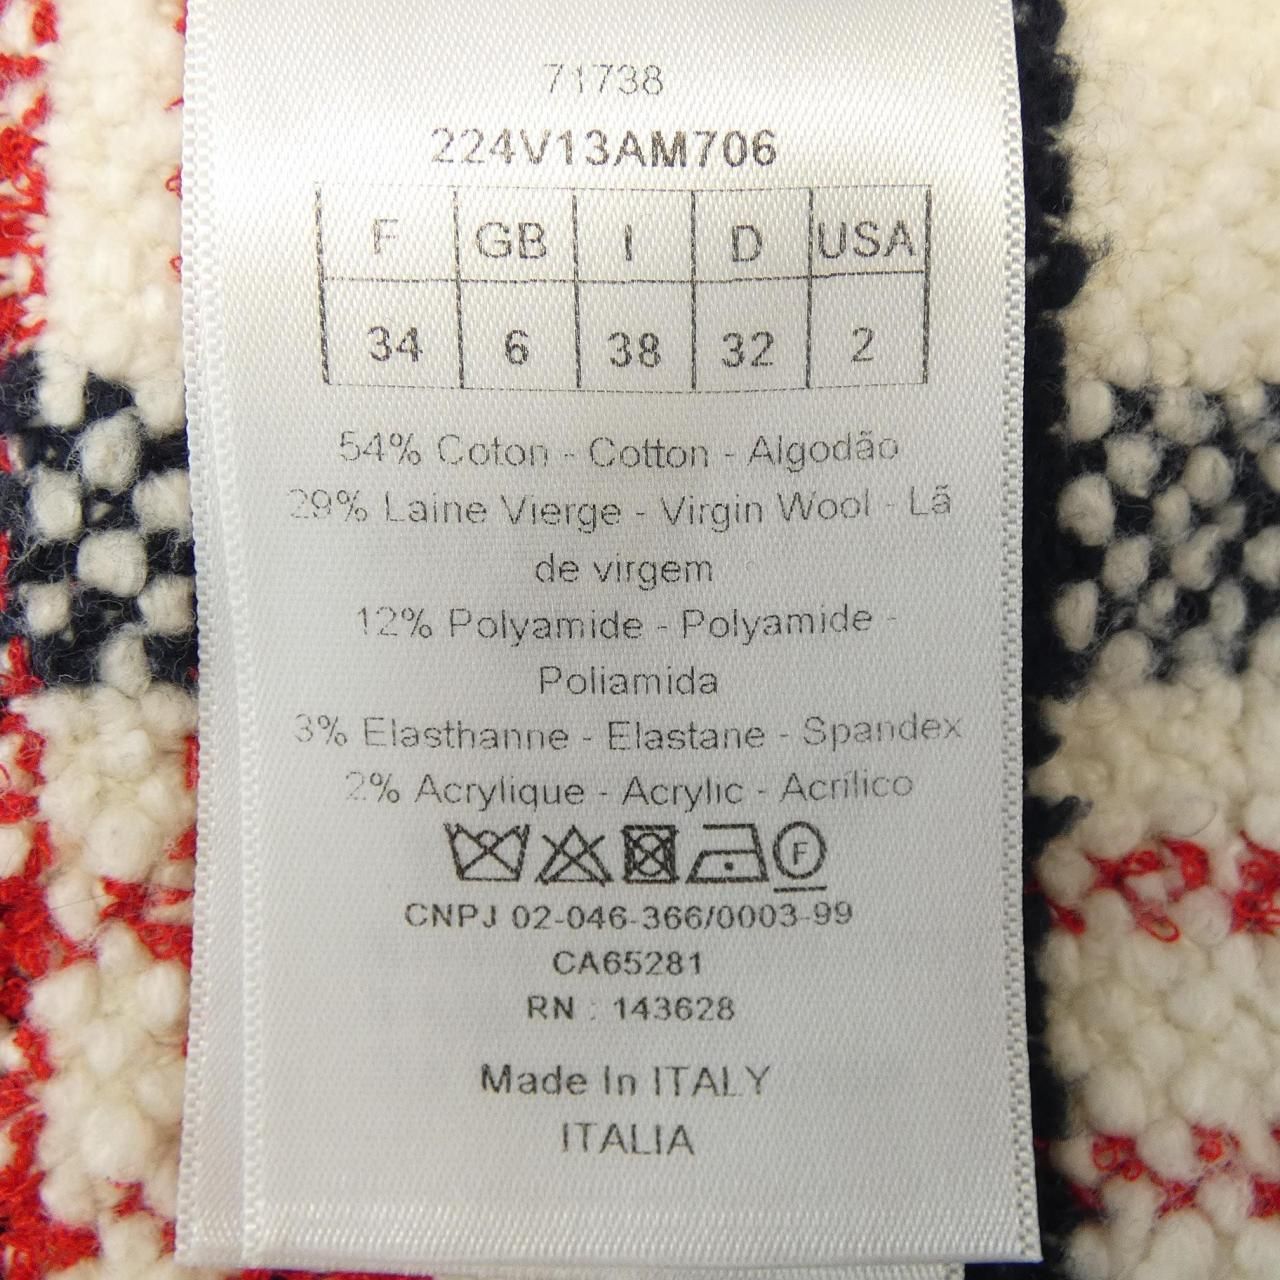 71738
224V13AM706
F GB I D USA
34 6 38 32 2
54% Coton - Cotton - Algodão
29% Laine Vierge - Virgin Wool - Lã
de virgem
12% Polyamide - Polyamide -
Poliamida
3% Elasthanne - Elastane - Spandex
2% Acrylique - Acrylic - Acrílico
F
CNPJ 02-046-366/0003-99
CA65281
RN : 143628
Made In ITALY
ITALIA